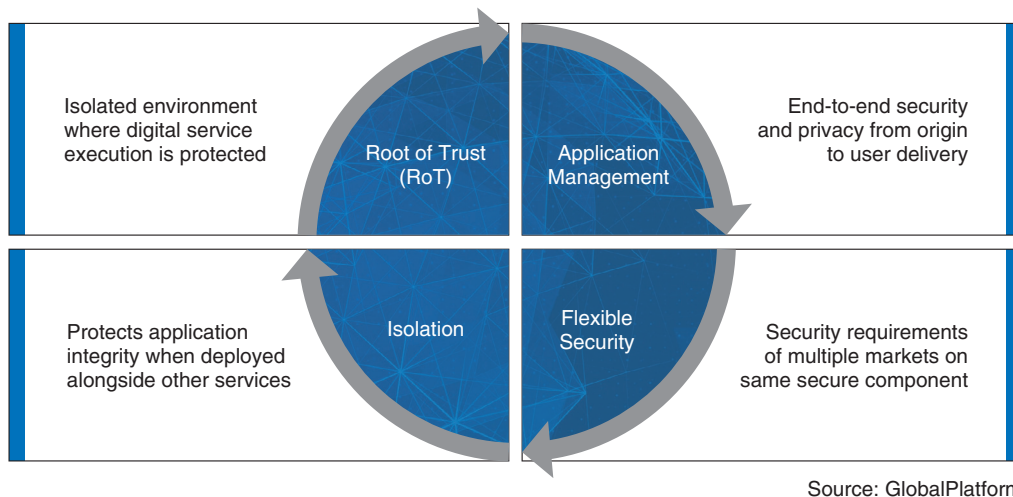 Isolated environment
where digital service
execution is protected
Root of Trust
(RoT)
Application
Management
End-to-end security
and privacy from origin
to user delivery
Protects application
integrity when deployed
alongside other services
Isolation
Flexible
Security
Security requirements
of multiple markets on
same secure component
Source: GlobalPlatform